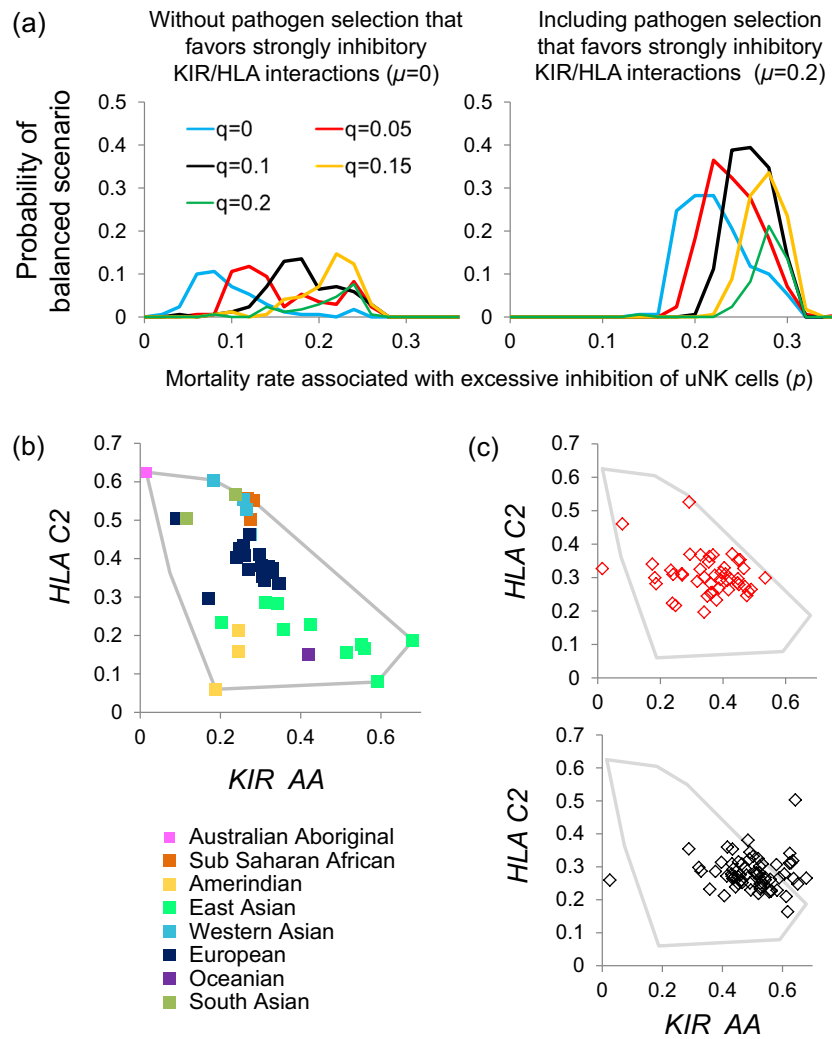 (a)
Without pathogen selection that
favors strongly inhibitory
KIR/HLA interactions (μ=0)
Including pathogen selection
that favors strongly inhibitory
KIR/HLA interactions (μ=0.2)
Probability of
balanced scenario
0.5
0.4
0.3
0.2
0.1
0
q=0
q=0.05
q=0.1
q=0.15
q=0.2
0
0.1
0.2
0.3
0.5
0.4
0.3
0.2
0.1
0
0
0.1
0.2
0.3
Mortality rate associated with excessive inhibition of uNK cells (p)
(b)
HLA C2
0.7
0.6
0.5
0.4
0.3
0.2
0.1
0
0
0.2
0.4
0.6
KIR AA
Australian Aboriginal
Sub Saharan African
Amerindian
East Asian
Western Asian
European
Oceanian
South Asian
(c)
HLA C2
0.7
0.6
0.5
0.4
0.3
0.2
0.1
0
0
0.2
0.4
0.6
HLA C2
0.7
0.6
0.5
0.4
0.3
0.2
0.1
0
0
0.2
0.4
0.6
KIR AA